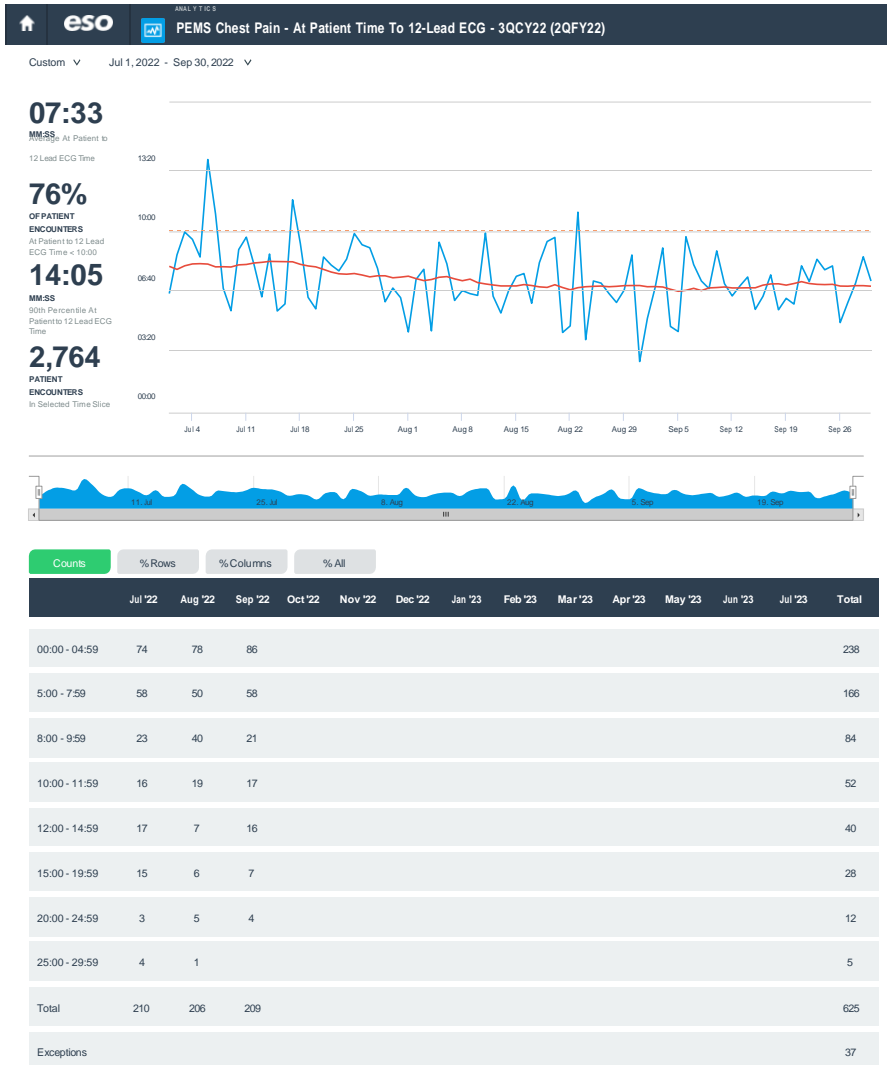 ANALYTICS
eso
PEMS Chest Pain - At Patient Time To 12-Lead ECG - 3QCY22 (2QFY22)
Custom Jul 1, 2022 - Sep 30, 2022
07:33
MM:SS
Average At Patient to
12 Lead ECG Time
76%
OF PATIENT
ENCOUNTERS
At Patient to 12 Lead
ECG Time < 10:00
14:05
MM:SS
90th Percentile At
Patient to 12 Lead ECG
Time
2,764
PATIENT
ENCOUNTERS
In Selected Time Slice
13:20
10:00
06:40
03:20
00:00
Jul 4 Jul 11 Jul 18 Jul 25 Aug 1 Aug 8 Aug 15 Aug 22 Aug 29 Sep 5 Sep 12 Sep 19 Sep 26
11. Jul 25. Jul 8. Aug 22. Aug 5. Sep 19. Sep
Counts % Rows % Columns % All
Jul '22 Aug '22 Sep '22 Oct '22 Nov '22 Dec '22 Jan '23 Feb '23 Mar '23 Apr '23 May '23 Jun '23 Jul '23 Total
00:00 - 04:59 74 78 86 238
5:00 - 7:59 58 50 58 166
8:00 - 9:59 23 40 21 84
10:00 - 11:59 16 19 17 52
12:00 - 14:59 17 7 16 40
15:00 - 19:59 15 6 7 28
20:00 - 24:59 3 5 4 12
25:00 - 29:59 4 1 5
Total 210 206 209 625
Exceptions 37